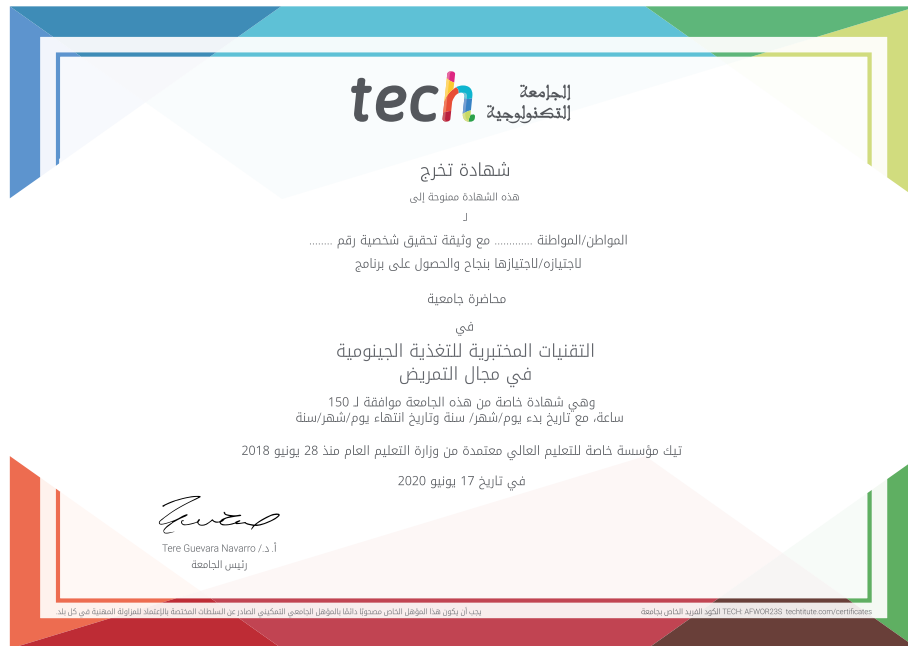 tech
الجامعة
التكنولوجية
شهادة تخرج
هذه الشهادة ممنوحة إلى
لـ
المواطن/المواطنة ............. مع وثيقة تحقيق شخصية رقم ........
لاجتيازه/لاجتيازها بنجاح والحصول على برنامج
محاضرة جامعية
في
التقنيات المختبرية للتغذية الجينومية
في مجال التمريض
وهي شهادة خاصة من هذه الجامعة موافقة لـ 150
ساعة، مع تاريخ بدء يوم/شهر/ سنة وتاريخ انتهاء يوم/شهر/سنة
تيك مؤسسة خاصة للتعليم العالي معتمدة من وزارة التعليم العام منذ 28 يونيو 2018
في تاريخ 17 يونيو 2020
أ. د./ Tere Guevara Navarro
رئيس الجامعة
يجب أن يكون هذا المؤهل الخاص مصحوبًا دائمًا بالمؤهل الجامعي التمكيني الصادر عن السلطات المختصة بالإعتماد للمزاولة المهنية في كل بلد.
الكود الفريد الخاص بجامعة TECH: AFWOR23S techtitute.com/certificates